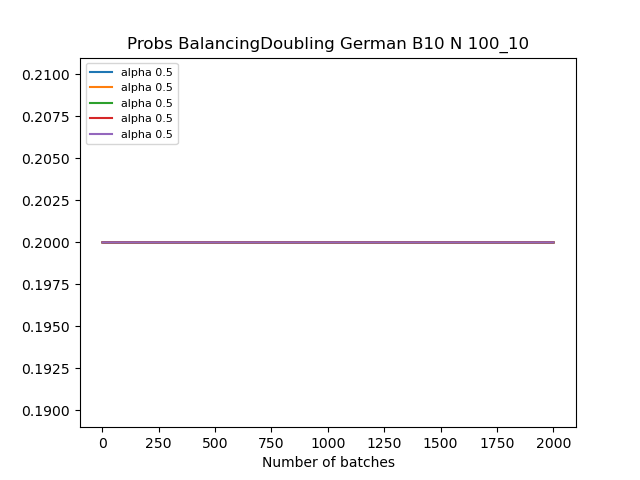 Probs BalancingDoubling German B10 N 100_10
0.2100
0.2075
0.2050
0.2025
0.2000
0.1975
0.1950
0.1925
0.1900
alpha 0.5
alpha 0.5
alpha 0.5
alpha 0.5
alpha 0.5
0 250 500 750 1000 1250 1500 1750 2000
Number of batches